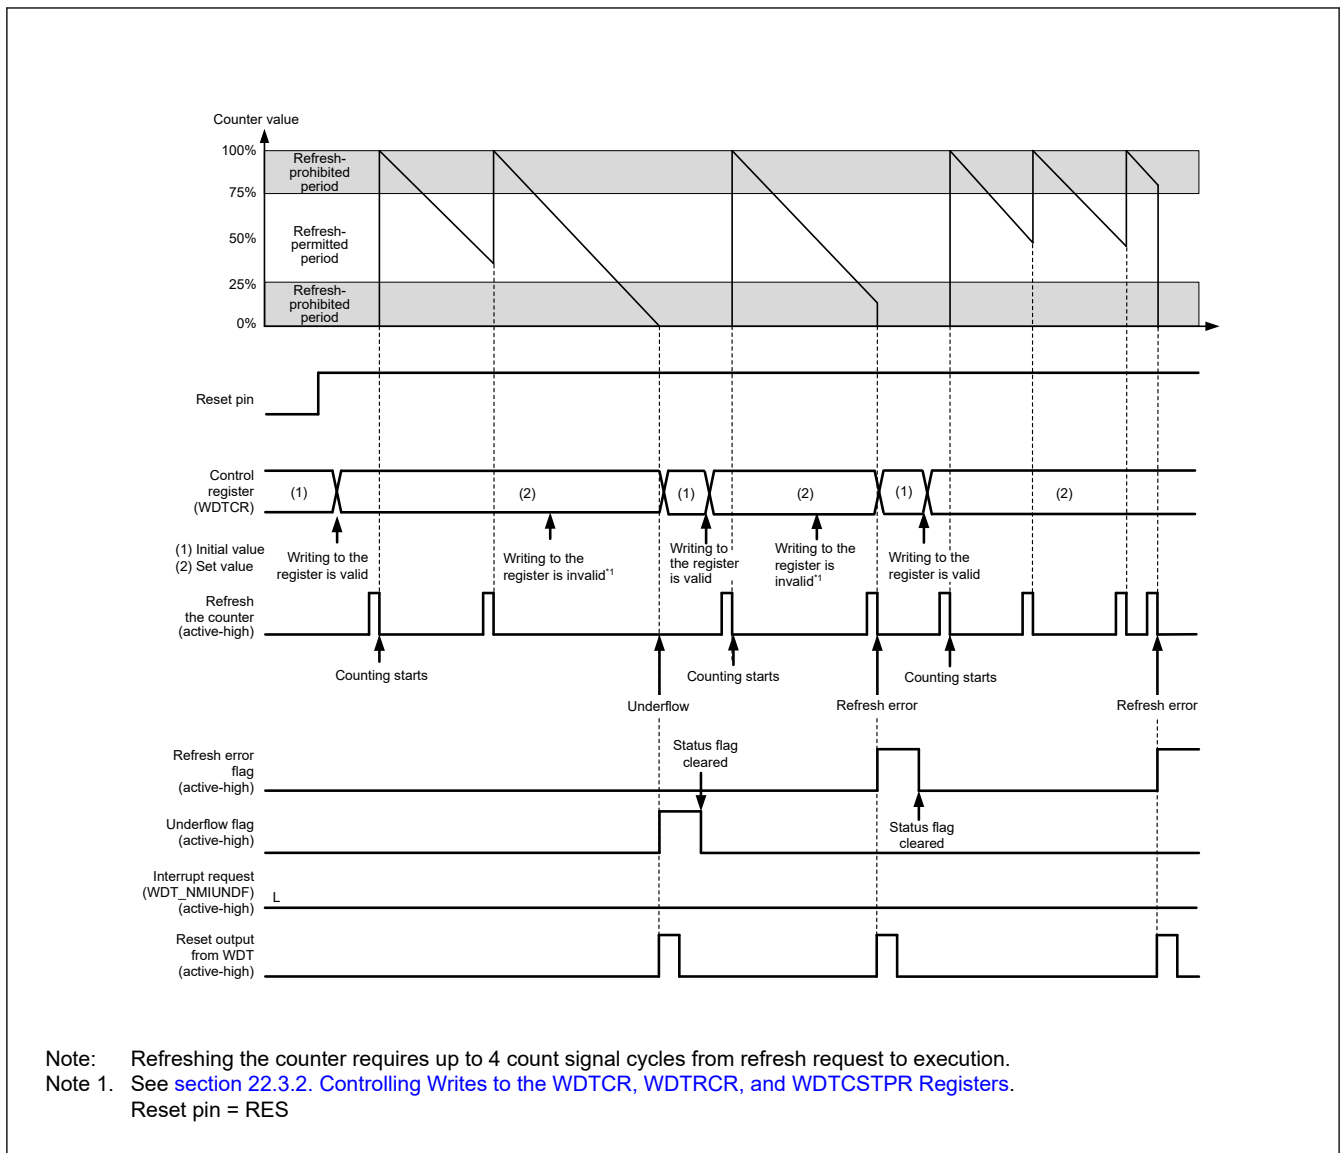 Counter value
100%
Refresh-
prohibited
period
75%
Refresh-
permitted
period
50%
25%
Refresh-
prohibited
period
0%
Reset pin
Control
register
(WDTCR)
(1)
(2)
(1)
(2)
(1)
(2)
(1) Initial value
(2) Set value
Writing to the
register is valid
Writing to the
register is invalid*1
Writing to
the register
is valid
Writing to the
register is
invalid*1
Writing to the
register is valid
Refresh
the counter
(active-high)
Counting starts
Counting starts
Counting starts
Underflow
Refresh error
Refresh error
Refresh error
flag
(active-high)
Status flag
cleared
Underflow flag
(active-high)
Status flag
cleared
Interrupt request
(WDT_NMIUNDF)
(active-high)
L
Reset output
from WDT
(active-high)
Note: Refreshing the counter requires up to 4 count signal cycles from refresh request to execution.
Note 1. See section 22.3.2. Controlling Writes to the WDTCR, WDTRCR, and WDTCSTPR Registers.
Reset pin = RES